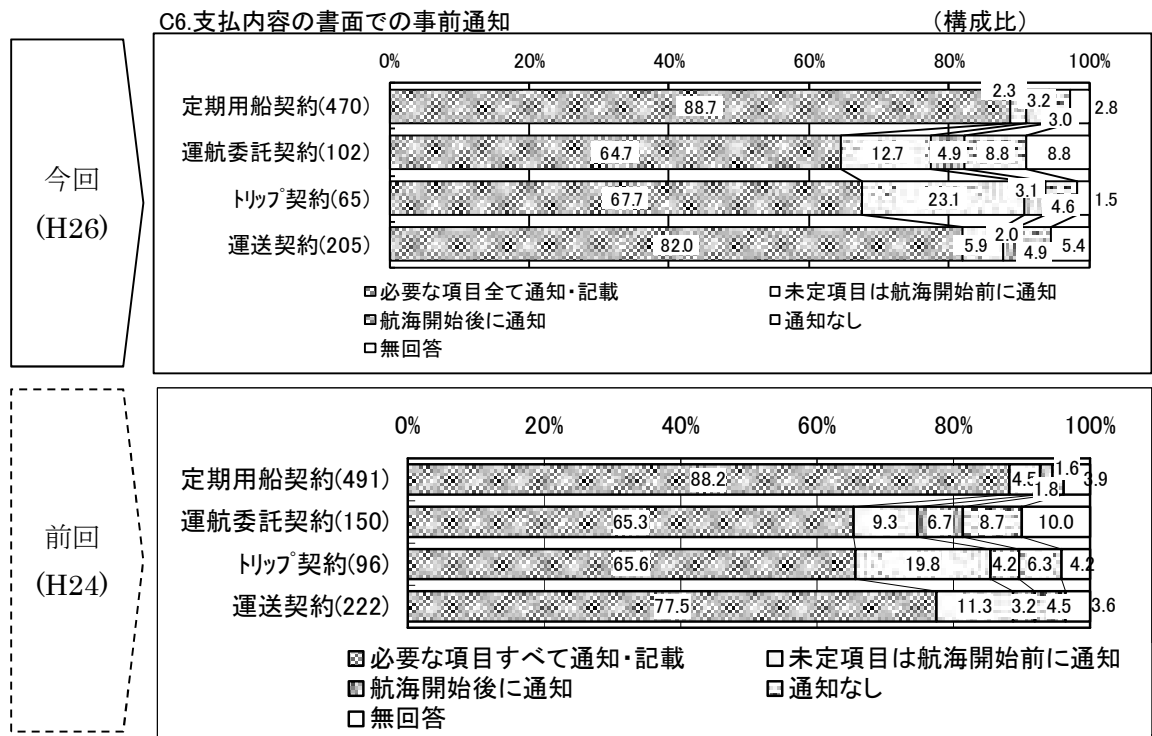 C6.支払内容の書面での事前通知 (構成比)
今回
(H26)
0% 20% 40% 60% 80% 100%
定期用船契約(470) 88.7 2.3 3.2 3.0 2.8
運航委託契約(102) 64.7 12.7 4.9 8.8 8.8
トリップ契約(65) 67.7 23.1 3.1 4.6 1.5
運送契約(205) 82.0 5.9 2.0 4.9 5.4
必要な項目全て通知・記載 未定項目は航海開始前に通知
航海開始後に通知 通知なし
無回答
前回
(H24)
0% 20% 40% 60% 80% 100%
定期用船契約(491) 88.2 4.5 1.8 1.6 3.9
運航委託契約(150) 65.3 9.3 6.7 8.7 10.0
トリップ契約(96) 65.6 19.8 4.2 6.3 4.2
運送契約(222) 77.5 11.3 3.2 4.5 3.6
必要な項目すべて通知・記載 未定項目は航海開始前に通知
航海開始後に通知 通知なし
無回答